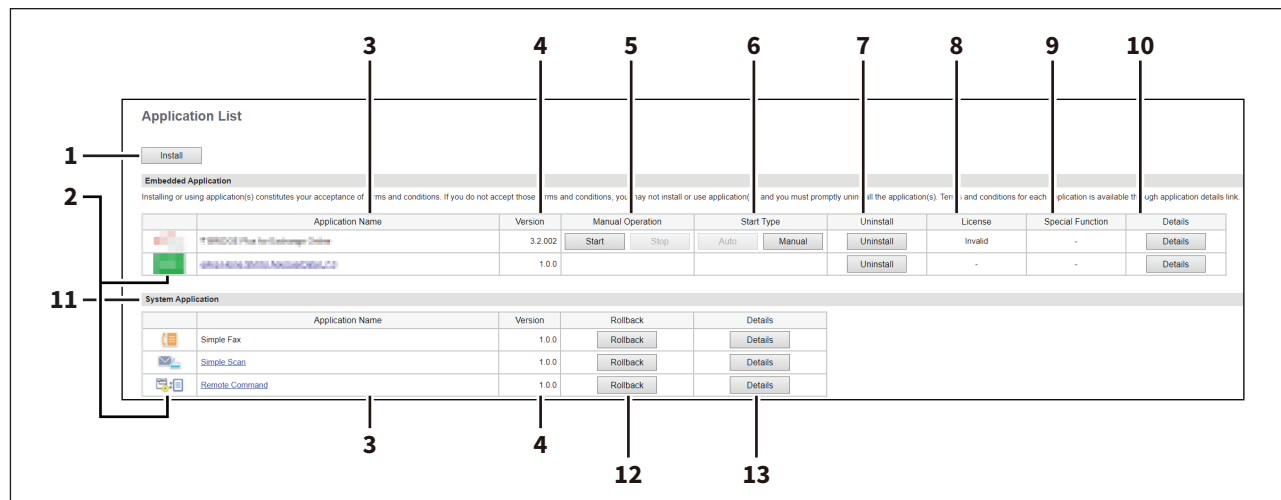 3 4 5 6 7 8 9 10
Application List
1 Install
Embedded Application
2
Installing or using application(s) constitutes your acceptance of ms and conditions. If you do not accept those rms and conditions, you may not install or use application( and you must promptly unin all the application(s). Ter and conditions for each plication is available th ugh application details link.
Application Name Version Manual Operation Start Type Uninstall License Special Function Details
3.2.002 Start Stop Auto Manual Uninstall Invalid - Details
1.0.0 Uninstall - - Details
11 System Application
Application Name Version Rollback Details
Simple Fax 1.0.0 Rollback Details
Simple Scan 1.0.0 Rollback Details
Remote Command 1.0.0 Rollback Details
3 4 12 13